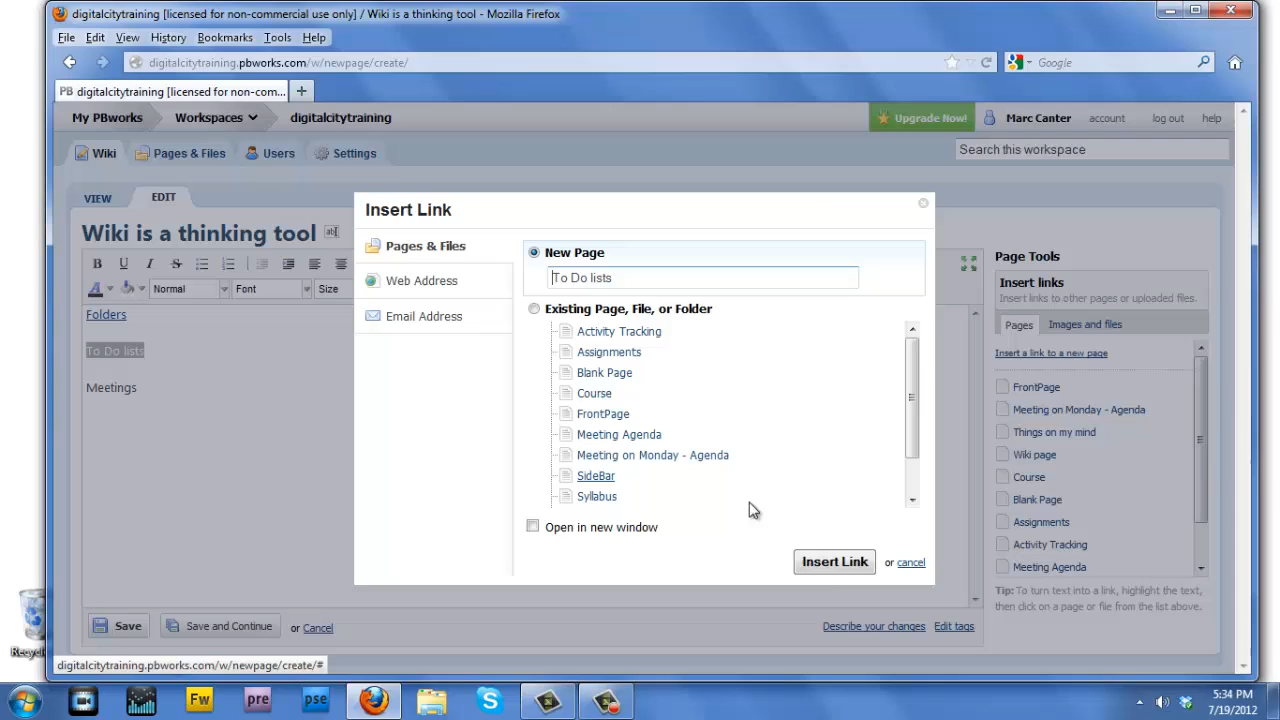 digitalcitytraining [licensed for non-commercial use only] / Wiki is a thinking tool - Mozilla Firefox
File Edit View History Bookmarks Tools Help
digitalcitytraining.pbworks.com/w/newpage/create/
Google
PB digitalcitytraining [licensed for non-com... +
My PBworks Workspaces digitalcitytraining
Upgrade Now! Marc Canter account log out help
Wiki Pages & Files Users Settings
Search this workspace
VIEW EDIT
Wiki is a thinking tool
B U I S
A Normal Font Size
Folders
To Do lists
Meetings
Insert Link
Pages & Files
Web Address
Email Address
New Page
To Do lists
Existing Page, File, or Folder
Activity Tracking
Assignments
Blank Page
Course
FrontPage
Meeting Agenda
Meeting on Monday - Agenda
SideBar
Syllabus
Open in new window
Insert Link or cancel
Page Tools
Insert links
Insert links to other pages or uploaded files.
Pages Images and files
Insert a link to a new page
FrontPage
Meeting on Monday - Agenda
Things on my mind
Wiki page
Course
Blank Page
Assignments
Activity Tracking
Meeting Agenda
Tip: To turn text into a link, highlight the text,
then click on a page or file from the list above.
Save Save and Continue or Cancel
Describe your changes Edit tags
digitalcitytraining.pbworks.com/w/newpage/create/#
Fw pre pse
5:34 PM
7/19/2012